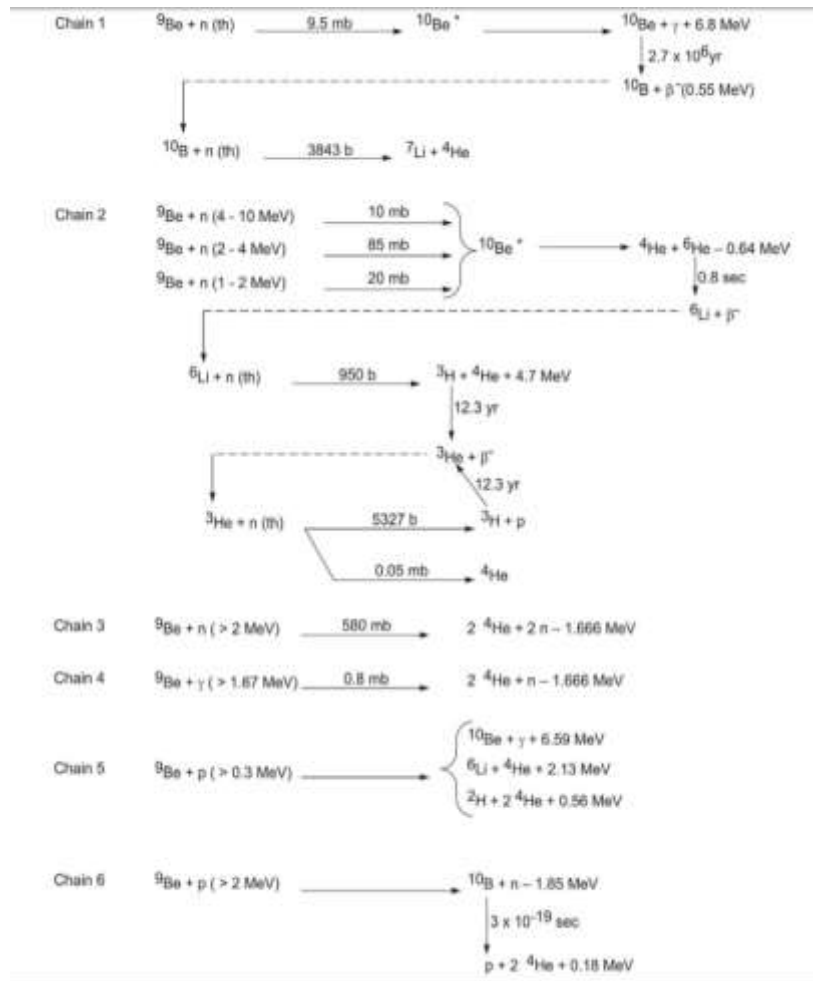 Chain 1 ⁹Be + n (th) 9.5 mb ¹⁰Be * ¹⁰Be + γ + 6.8 MeV
2.7 x 10⁶yr
¹⁰B + β⁻(0.55 MeV)
¹⁰B + n (th) 3843 b ⁷Li + ⁴He
Chain 2 ⁹Be + n (4 - 10 MeV) 10 mb
⁹Be + n (2 - 4 MeV) 85 mb ¹⁰Be * ⁴He + ⁶He – 0.64 MeV
⁹Be + n (1 - 2 MeV) 20 mb 0.8 sec
⁶Li + β⁻
⁶Li + n (th) 950 b ³H + ⁴He + 4.7 MeV
12.3 yr
³He + β⁻
12.3 yr
³He + n (th) 5327 b ³H + p
0.05 mb ⁴He
Chain 3 ⁹Be + n ( > 2 MeV) 580 mb 2 ⁴He + 2 n – 1.666 MeV
Chain 4 ⁹Be + γ ( > 1.67 MeV) 0.8 mb 2 ⁴He + n – 1.666 MeV
Chain 5 ⁹Be + p ( > 0.3 MeV) ¹⁰Be + γ + 6.59 MeV
⁶Li + ⁴He + 2.13 MeV
²H + 2 ⁴He + 0.56 MeV
Chain 6 ⁹Be + p ( > 2 MeV) ¹⁰B + n – 1.85 MeV
3 x 10⁻¹⁹ sec
p + 2 ⁴He + 0.18 MeV